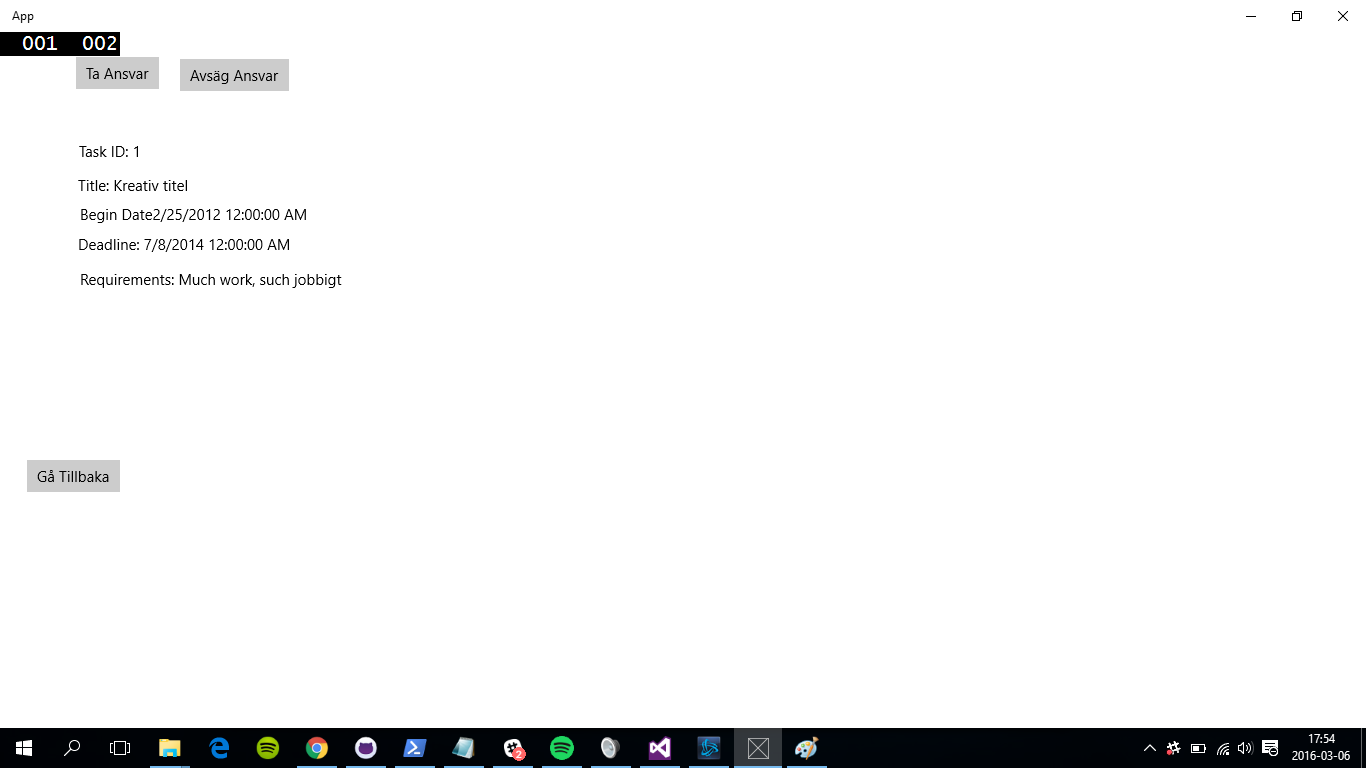 App
001 002
Ta Ansvar
Avsäg Ansvar
Task ID: 1
Title: Kreativ titel
Begin Date2/25/2012 12:00:00 AM
Deadline: 7/8/2014 12:00:00 AM
Requirements: Much work, such jobbigt
Gå Tillbaka
2
17:54
2016-03-06